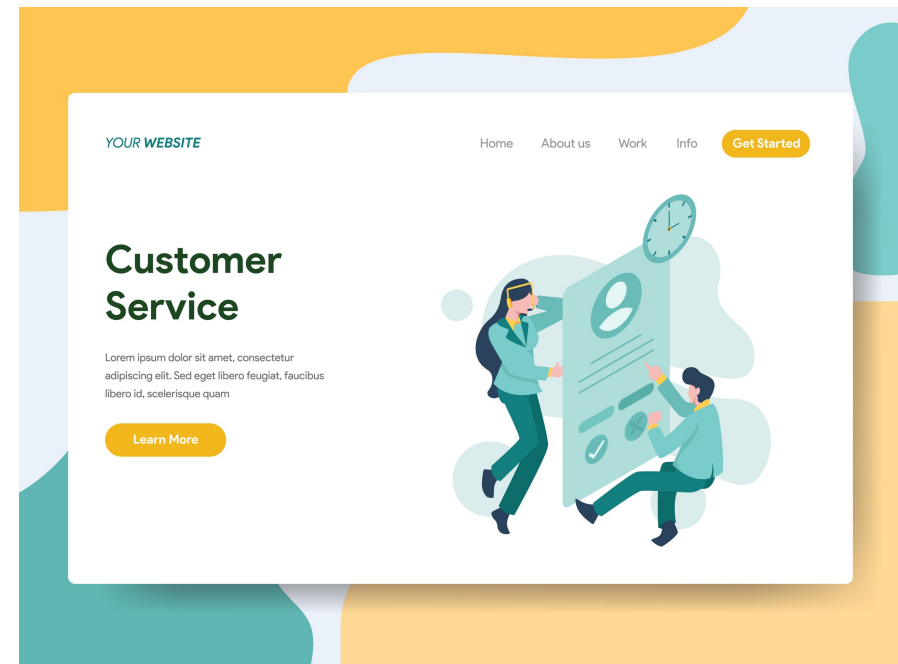 YOUR WEBSITE
Home About us Work Info Get Started
Customer
Service
Lorem ipsum dolor sit amet, consectetur
adipiscing elit. Sed eget libero feugiat, faucibus
libero id, scelerisque quam
Learn More